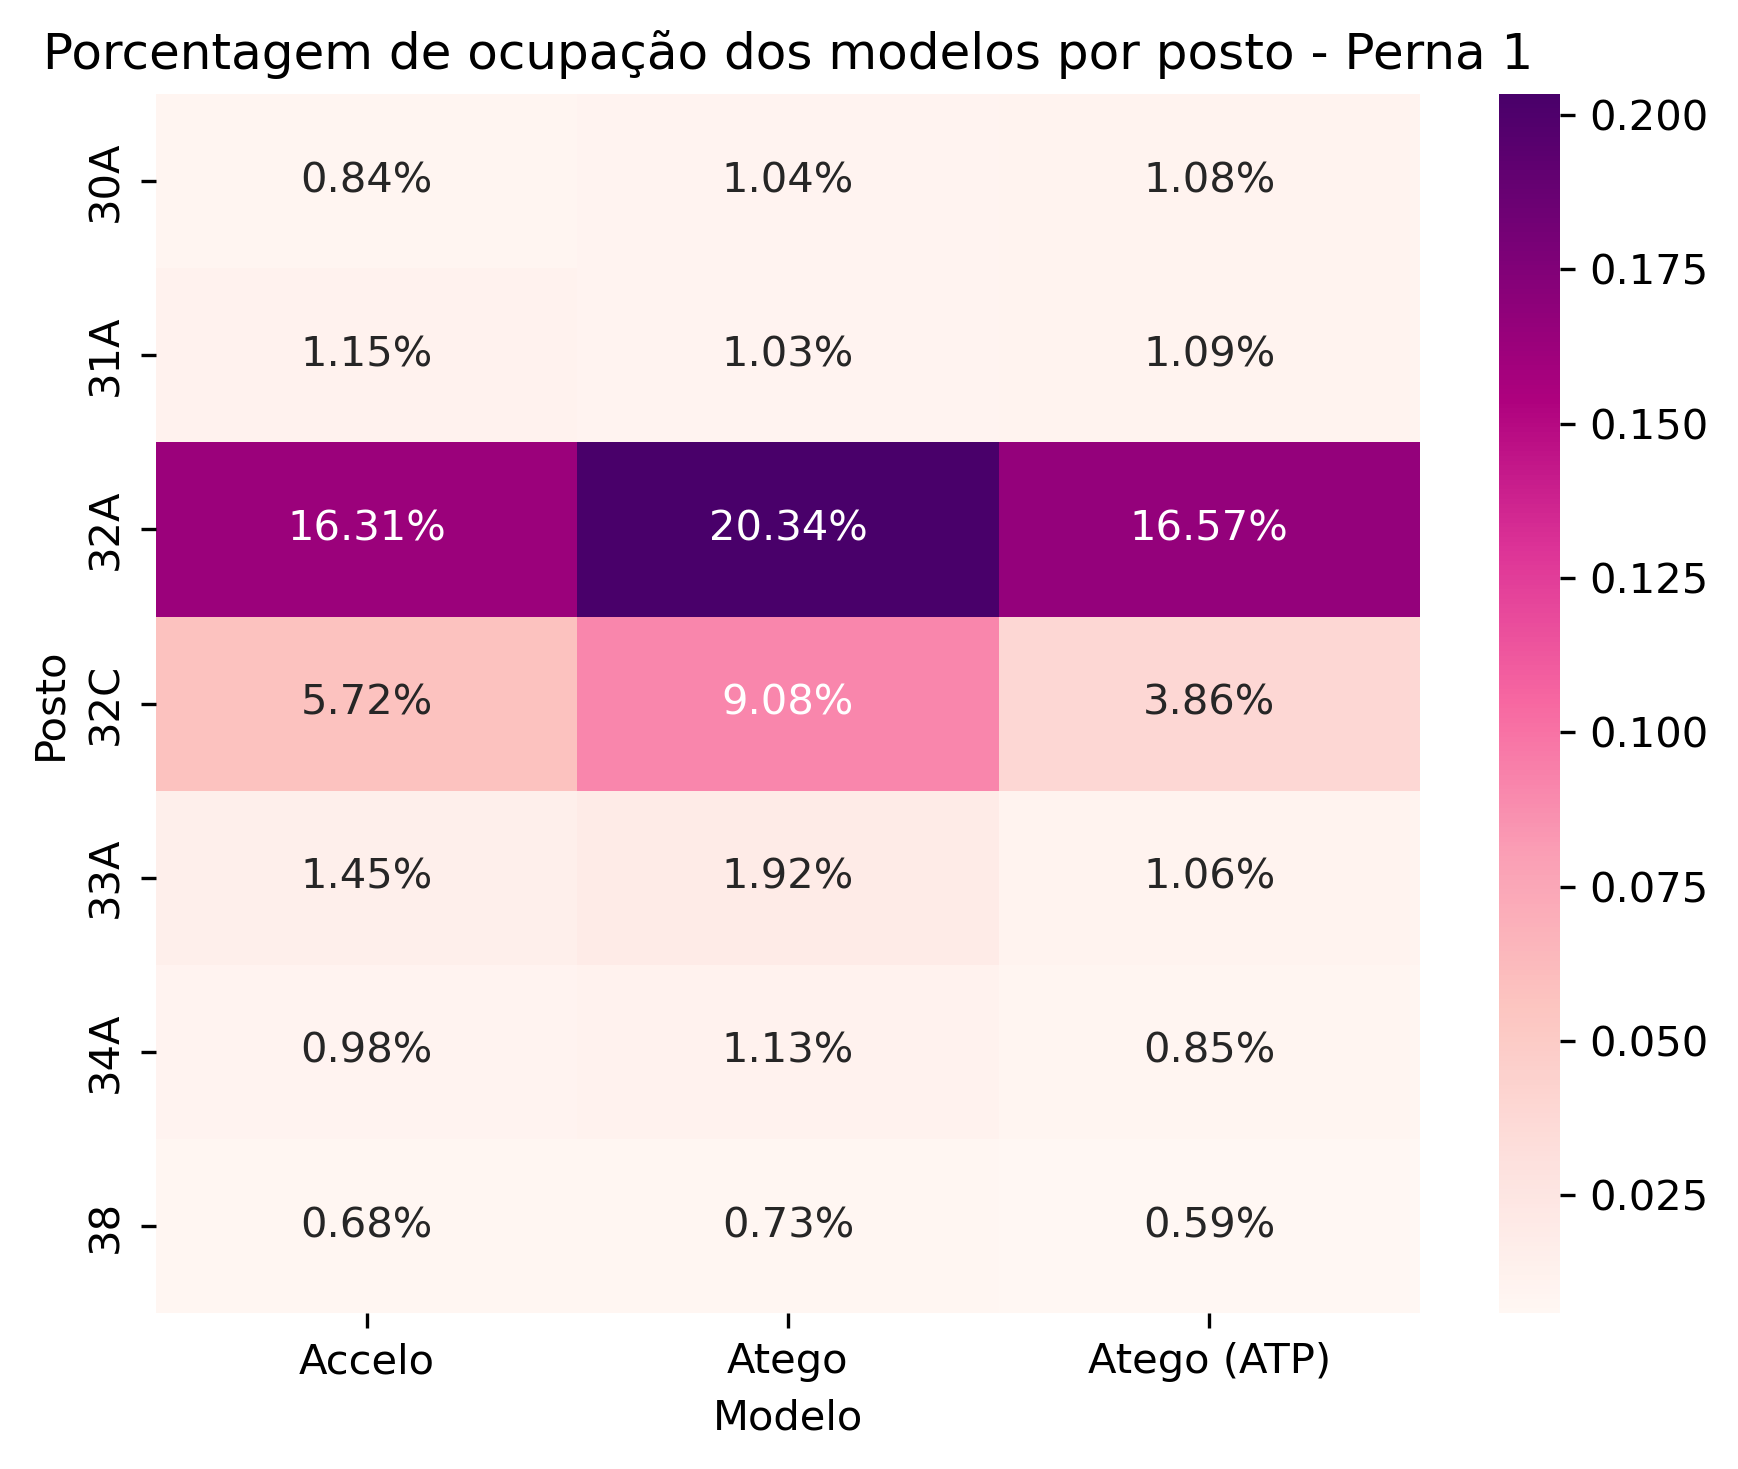 Porcentagem de ocupação dos modelos por posto - Perna 1
Posto
30A 0.84% 1.04% 1.08%
31A 1.15% 1.03% 1.09%
32A 16.31% 20.34% 16.57%
32C 5.72% 9.08% 3.86%
33A 1.45% 1.92% 1.06%
34A 0.98% 1.13% 0.85%
38 0.68% 0.73% 0.59%
Accelo Atego Atego (ATP)
Modelo
0.200
0.175
0.150
0.125
0.100
0.075
0.050
0.025